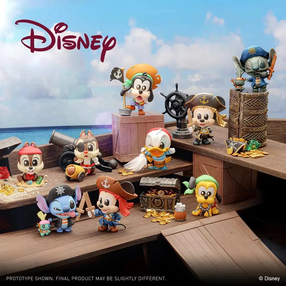 Disney
PROTOTYPE SHOWN. FINAL PRODUCT MAY BE SLIGHTLY DIFFERENT.
© Disney